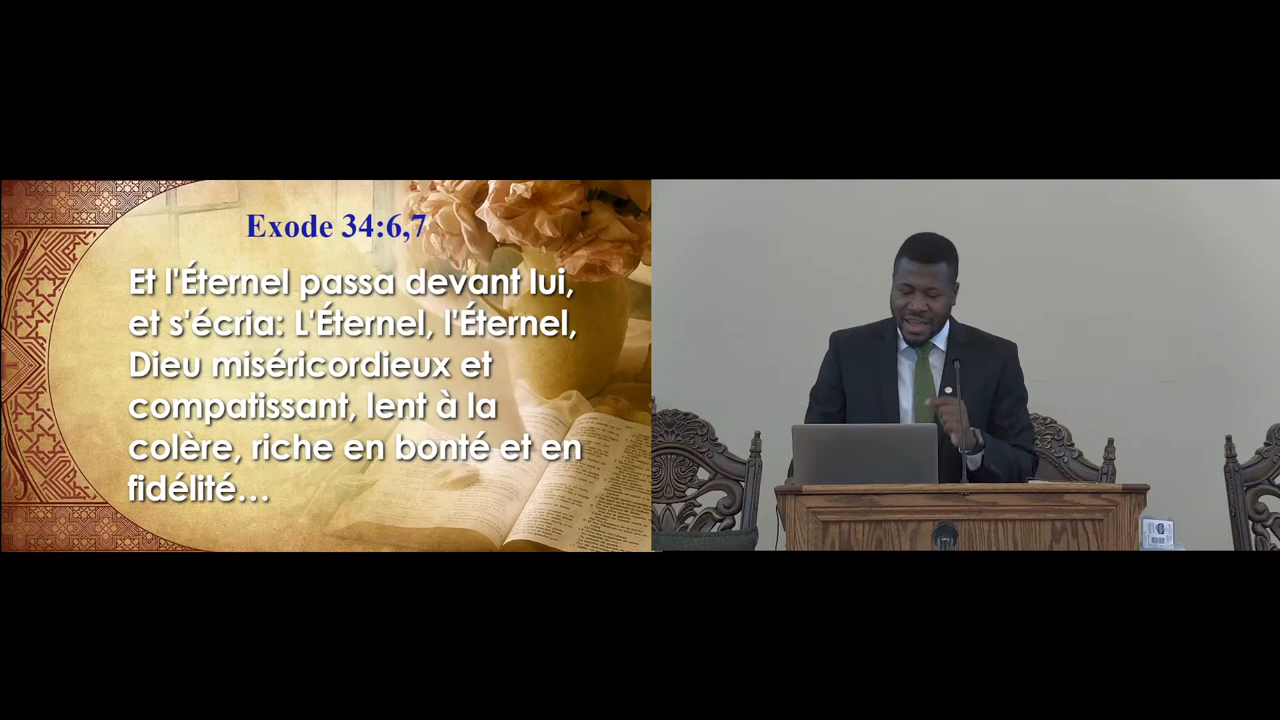 Exode 34:6,7
Et l'Éternel passa devant lui,
et s'écria: L'Éternel, l'Éternel,
Dieu miséricordieux et
compatissant, lent à la
colère, riche en bonté et en
fidélité...